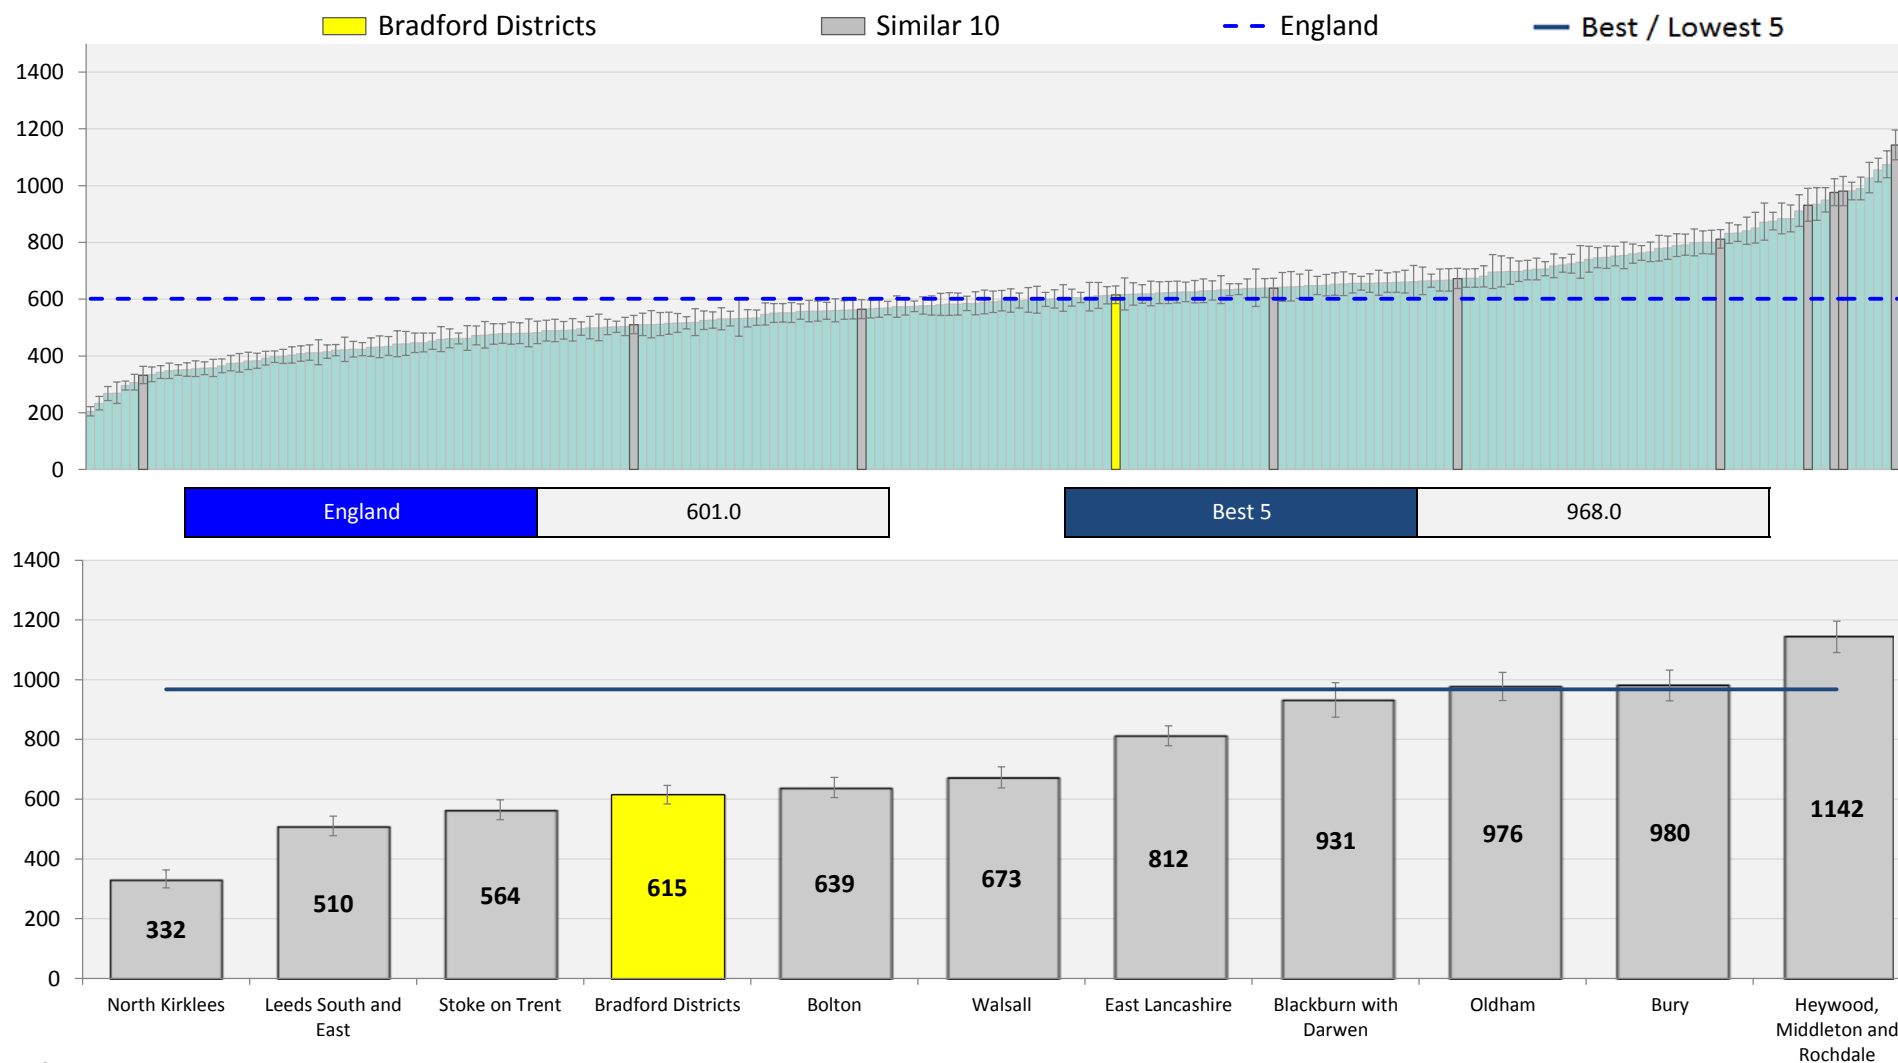 Bradford Districts Similar 10 England Best / Lowest 5
1400
1200
1000
800
600
400
200
0
England 601.0 Best 5 968.0
1400
1200
1000
800
600
400
200
0
332 510 564 615 639 673 812 931 976 980 1142
North Kirklees Leeds South and Stoke on Trent Bradford Districts Bolton Walsall East Lancashire Blackburn with Oldham Bury Heywood,
East Darwen Middleton and
Rochdale